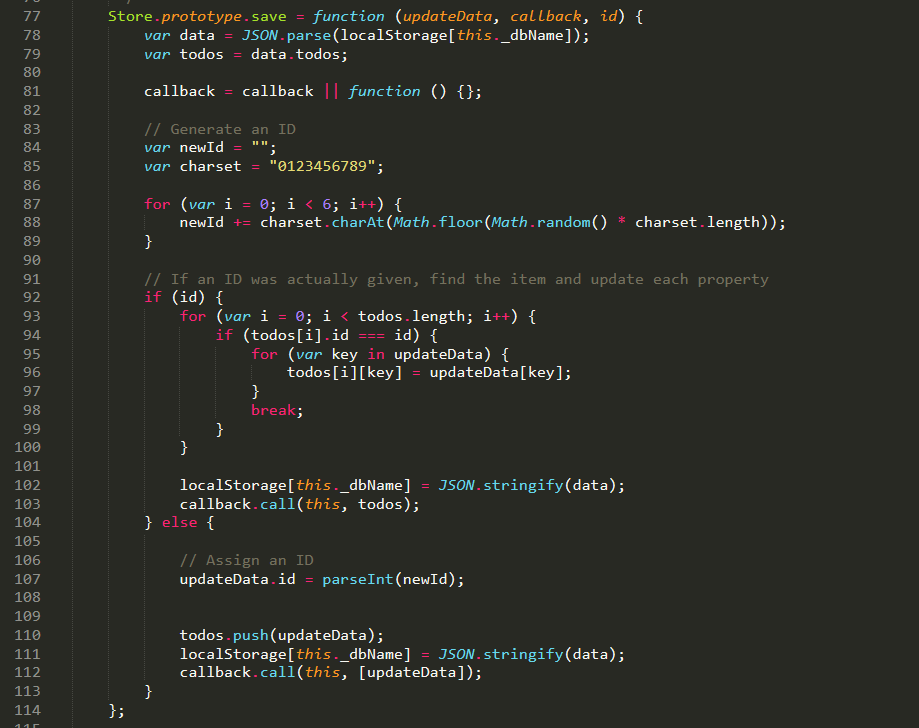 77 Store.prototype.save = function (updateData, callback, id) {
78 var data = JSON.parse(localStorage[this._dbName]);
79 var todos = data.todos;
80
81 callback = callback || function () {};
82
83 // Generate an ID
84 var newId = "";
85 var charset = "0123456789";
86
87 for (var i = 0; i < 6; i++) {
88 newId += charset.charAt(Math.floor(Math.random() * charset.length));
89 }
90
91 // If an ID was actually given, find the item and update each property
92 if (id) {
93 for (var i = 0; i < todos.length; i++) {
94 if (todos[i].id === id) {
95 for (var key in updateData) {
96 todos[i][key] = updateData[key];
97 }
98 break;
99 }
100 }
101
102 localStorage[this._dbName] = JSON.stringify(data);
103 callback.call(this, todos);
104 } else {
105
106 // Assign an ID
107 updateData.id = parseInt(newId);
108
109
110 todos.push(updateData);
111 localStorage[this._dbName] = JSON.stringify(data);
112 callback.call(this, [updateData]);
113 }
114 };